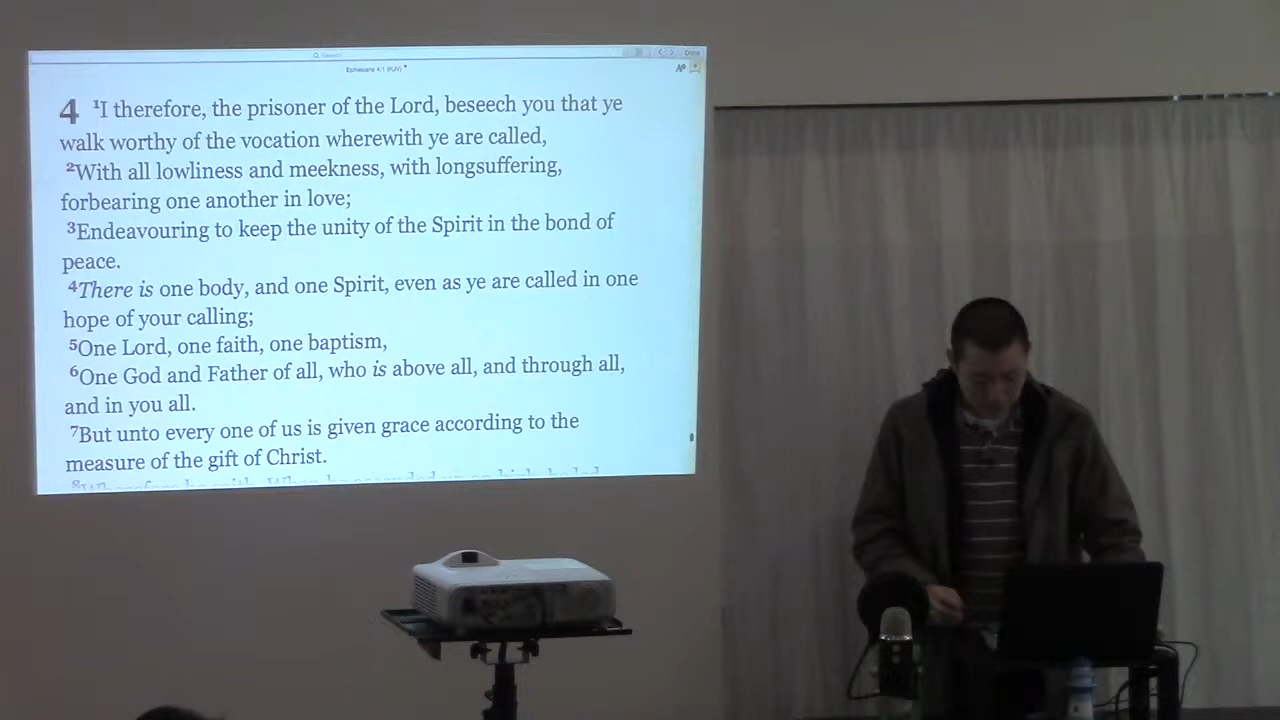 Search
Done
Ephesians 4:1 (KJV)
4 ¹I therefore, the prisoner of the Lord, beseech you that ye
walk worthy of the vocation wherewith ye are called,
²With all lowliness and meekness, with longsuffering,
forbearing one another in love;
³Endeavouring to keep the unity of the Spirit in the bond of
peace.
⁴There is one body, and one Spirit, even as ye are called in one
hope of your calling;
⁵One Lord, one faith, one baptism,
⁶One God and Father of all, who is above all, and through all,
and in you all.
⁷But unto every one of us is given grace according to the
measure of the gift of Christ.